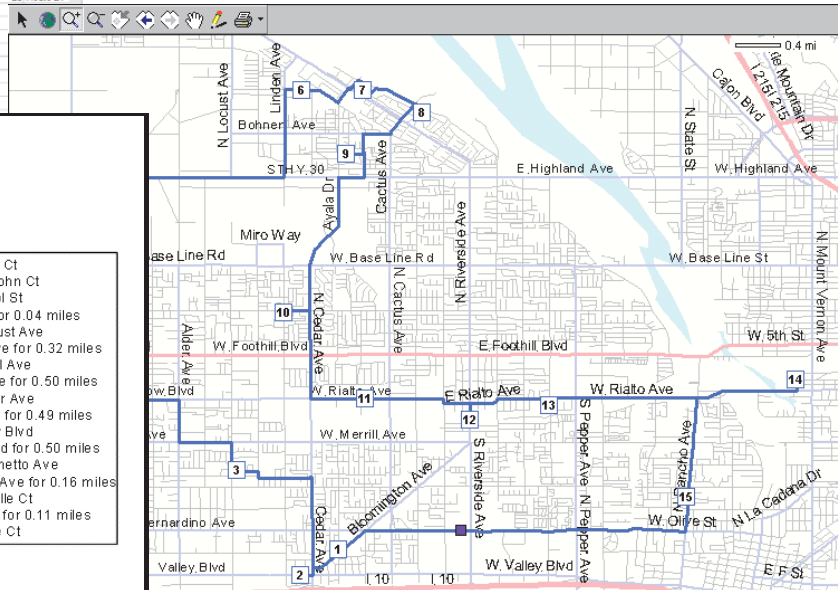 0.4 mi
N Locust Ave
Linden Ave
6
7
8
Cajon Blvd
I 215
I 215
Mountain Dr
Bohnert Ave
N State St
9
Cactus Ave
STHY 30
E Highland Ave
W Highland Ave
Ayala Dr
Miro Way
N Riverside Ave
ase Line Rd
W Base Line Rd
W Base Line St
N Mount Vernon Ave
Ct
ohn Ct
l St
or 0.04 miles
ust Ave
ve for 0.32 miles
l Ave
e for 0.50 miles
r Ave
for 0.49 miles
Blvd
d for 0.50 miles
netto Ave
Ave for 0.16 miles
lle Ct
for 0.11 miles
Ct
10
N Cedar Ave
N Cactus Ave
Alder Ave
W Foothill Blvd
E Foothill Blvd
W 5th St
ow Blvd
W Rialto Ave
11
E Rialto Ave
W Rialto Ave
14
12
13
ve
W Merrill Ave
S Pepper Ave
N Pepper Ave
S Riverside Ave
3
Bloomington Ave
15
N La Cadena Dr
ernardino Ave
Cedar Ave
1
W Olive St
Valley Blvd
2
I 10
I 10
W Valley Blvd
E F St